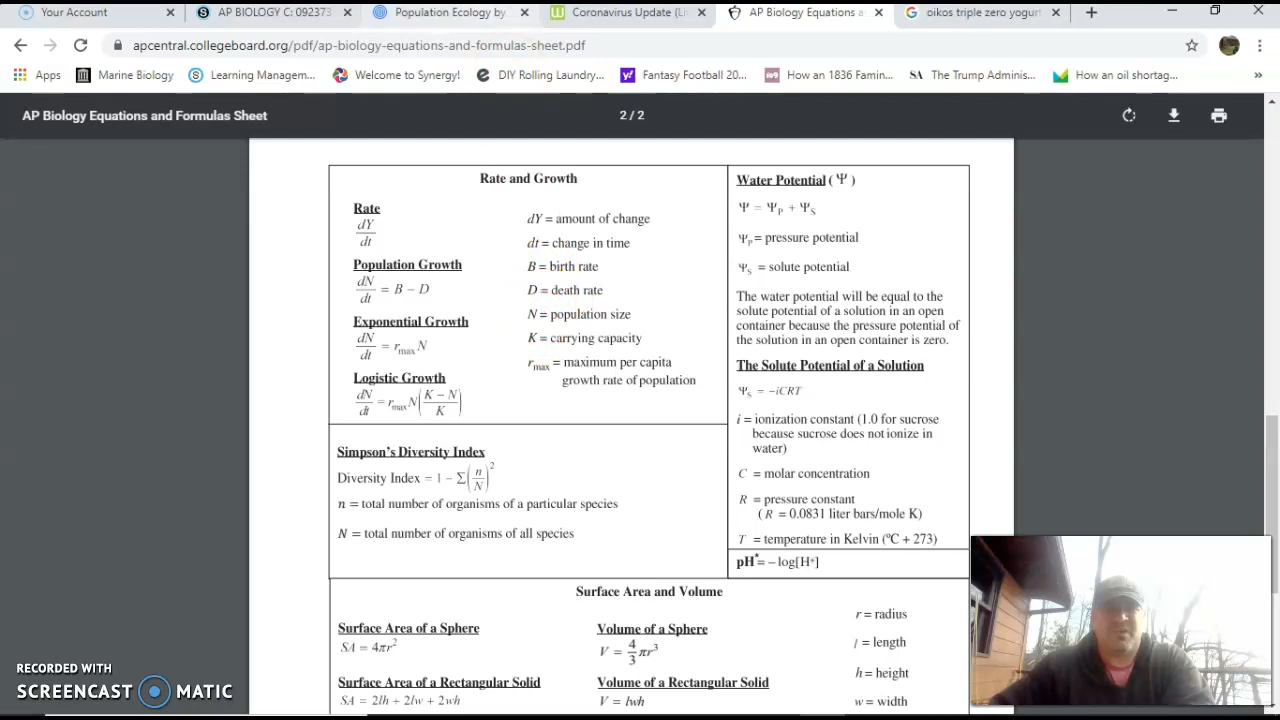 Your Account
AP BIOLOGY C: 092373
Population Ecology by
Coronavirus Update (Li
AP Biology Equations a
oikos triple zero yogur
apcentral.collegeboard.org/pdf/ap-biology-equations-and-formulas-sheet.pdf
Apps
Marine Biology
Learning Managem...
Welcome to Synergy!
DIY Rolling Laundry...
Fantasy Football 20...
How an 1836 Famin...
SA The Trump Adminis...
How an oil shortag...
AP Biology Equations and Formulas Sheet
2 / 2
Rate and Growth
Rate
dY/dt
Population Growth
dN/dt = B − D
Exponential Growth
dN/dt = r_max N
Logistic Growth
dN/dt = r_max N((K − N)/K)
dY = amount of change
dt = change in time
B = birth rate
D = death rate
N = population size
K = carrying capacity
r_max = maximum per capita
growth rate of population
Water Potential ( Ψ )
Ψ = Ψ_P + Ψ_S
Ψ_P = pressure potential
Ψ_S = solute potential
The water potential will be equal to the
solute potential of a solution in an open
container because the pressure potential of
the solution in an open container is zero.
The Solute Potential of a Solution
Ψ_S = −iCRT
i = ionization constant (1.0 for sucrose
because sucrose does not ionize in
water)
C = molar concentration
R = pressure constant
( R = 0.0831 liter bars/mole K)
T = temperature in Kelvin (ºC + 273)
pH* = – log[H+]
Simpson's Diversity Index
Diversity Index = 1 − Σ(n/N)²
n = total number of organisms of a particular species
N = total number of organisms of all species
Surface Area and Volume
Surface Area of a Sphere
SA = 4πr²
Surface Area of a Rectangular Solid
SA = 2lh + 2lw + 2wh
Volume of a Sphere
V = 4/3 πr³
Volume of a Rectangular Solid
V = lwh
r = radius
l = length
h = height
w = width
RECORDED WITH
SCREENCAST MATIC